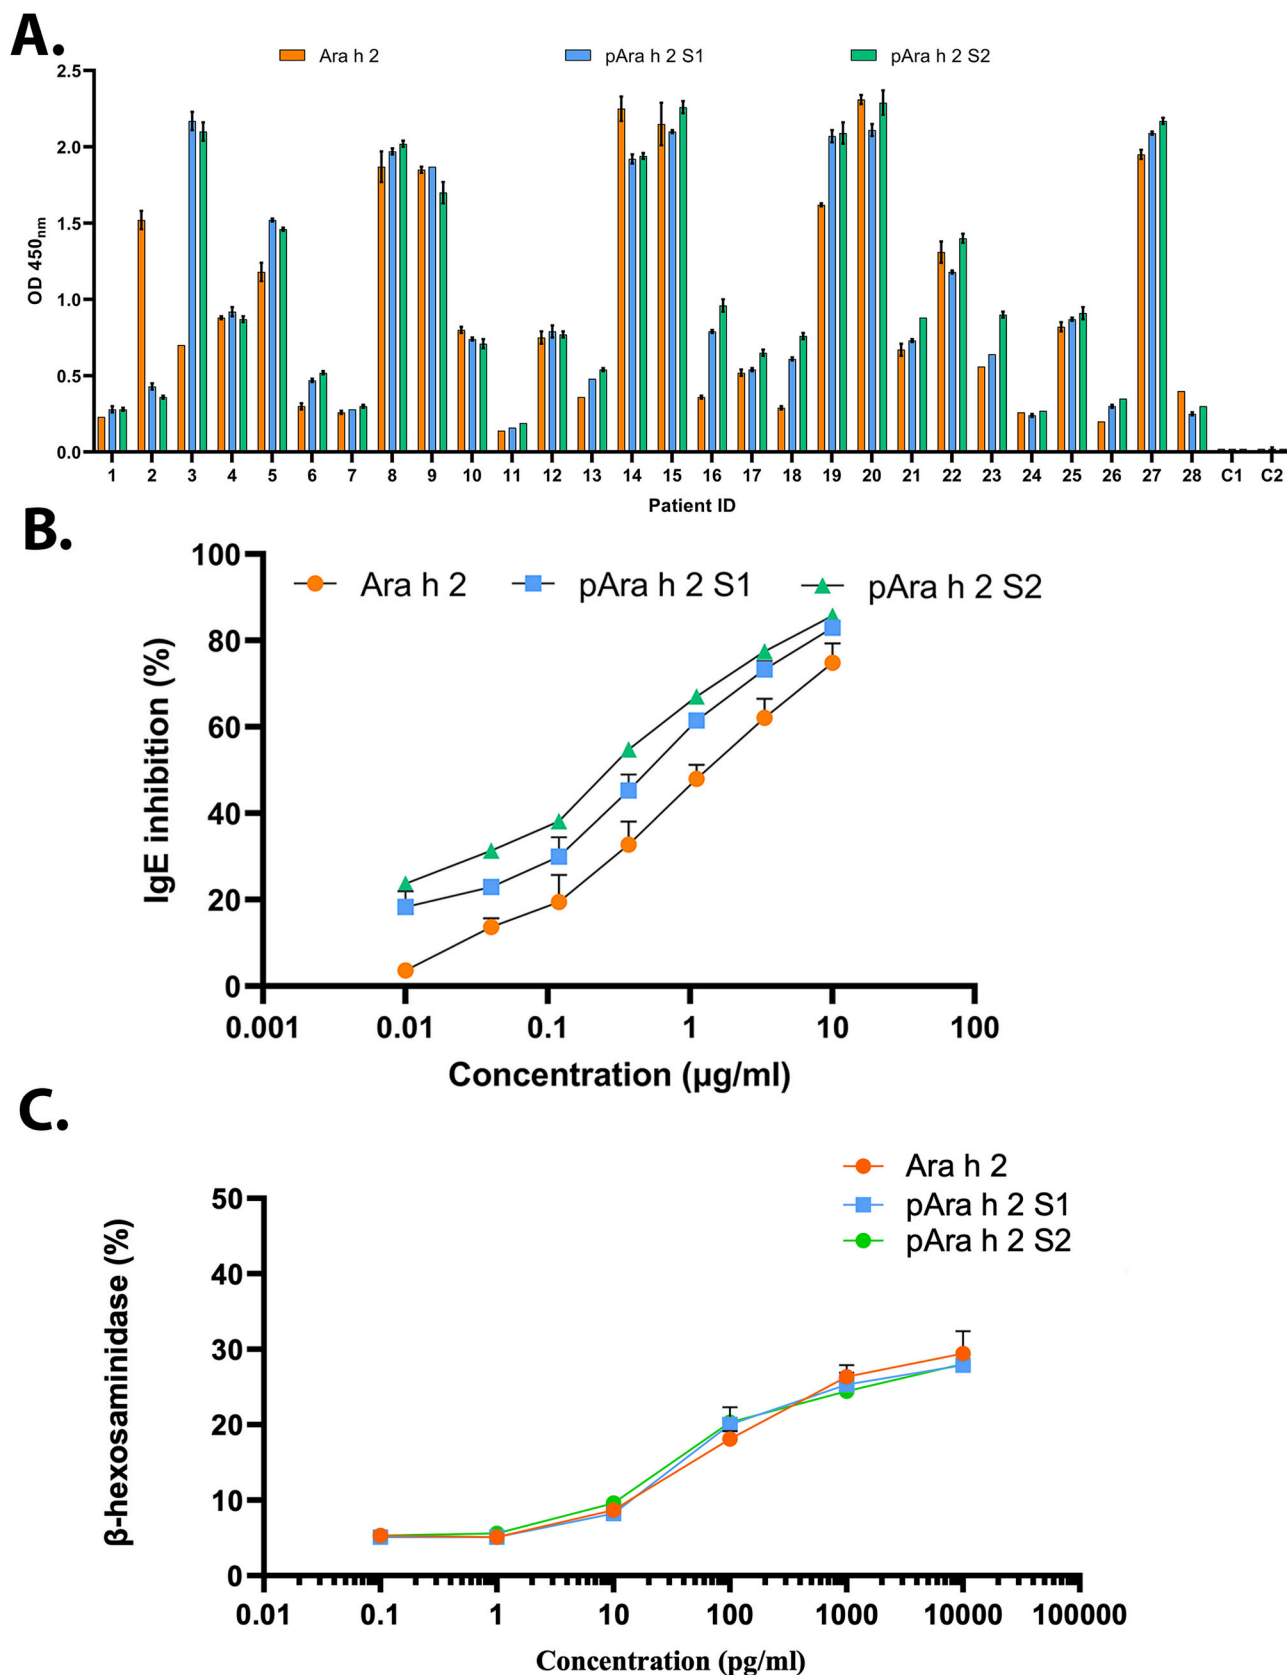 A.
Ara h 2 pAra h 2 S1 pAra h 2 S2
2.5
2.0
1.5
1.0
0.5
0.0
OD 450nm
1 2 3 4 5 6 7 8 9 10 11 12 13 14 15 16 17 18 19 20 21 22 23 24 25 26 27 28 C1 C2
Patient ID
B.
Ara h 2 pAra h 2 S1 pAra h 2 S2
100
80
60
40
20
0
IgE inhibition (%)
0.001 0.01 0.1 1 10 100
Concentration (µg/ml)
C.
Ara h 2
pAra h 2 S1
pAra h 2 S2
50
40
30
20
10
0
β-hexosaminidase (%)
0.01 0.1 1 10 100 1000 10000 100000
Concentration (pg/ml)